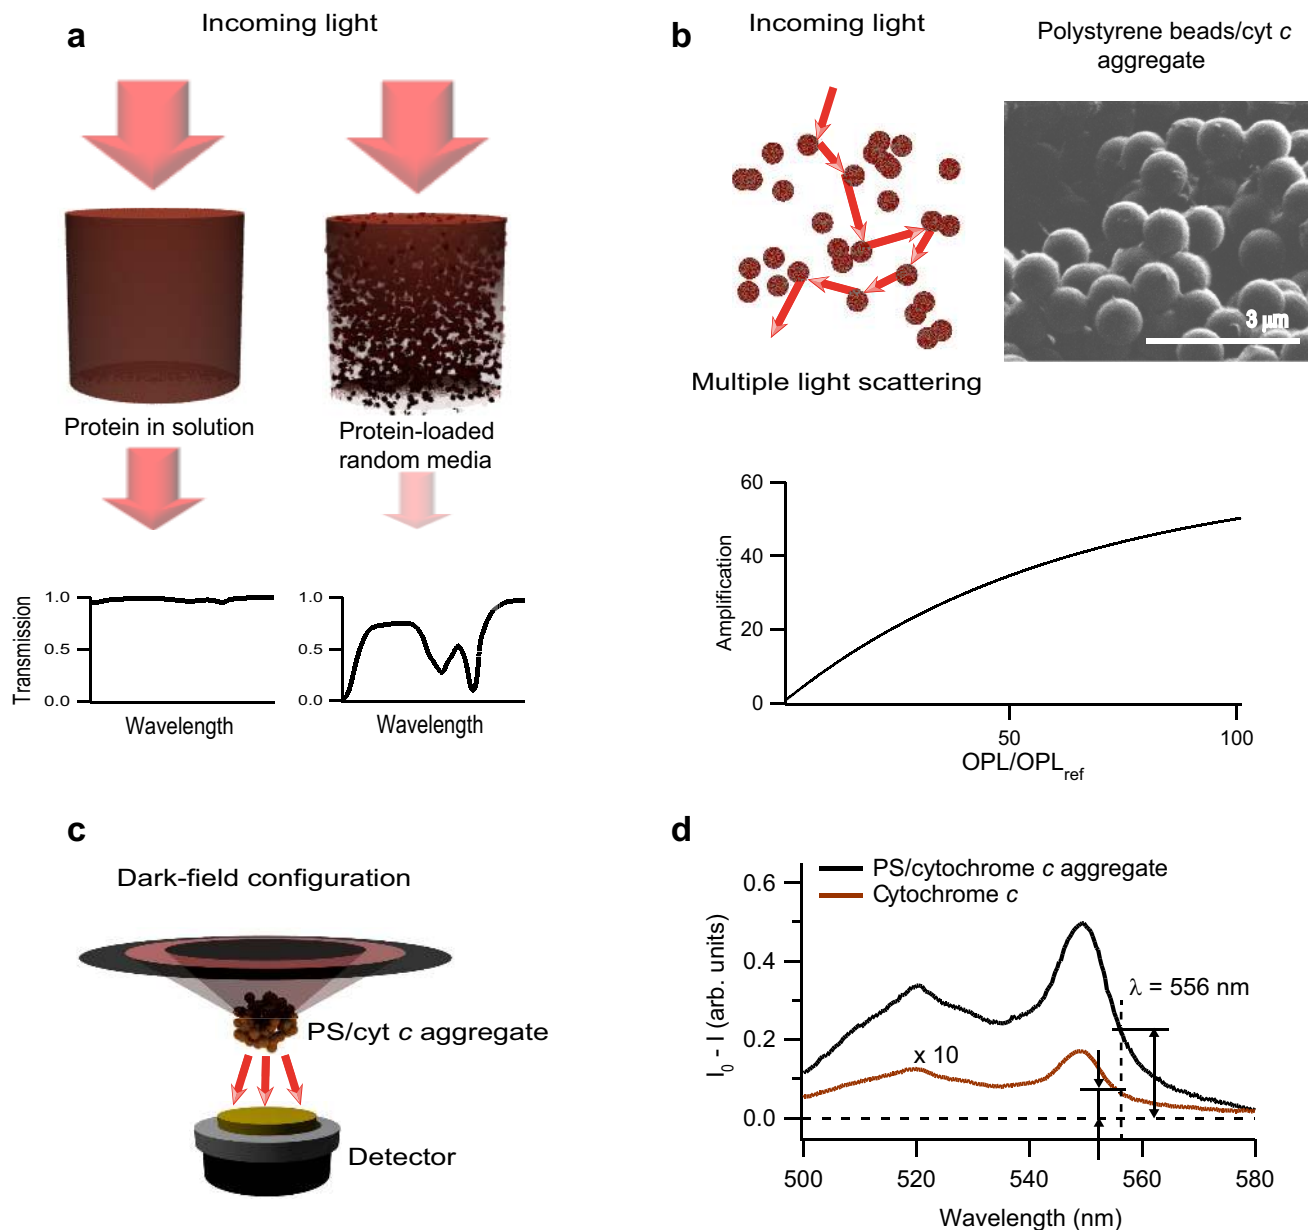 a
Incoming light
Protein in solution
Protein-loaded
random media
Transmission
1.0
0.5
0.0
Wavelength
1.0
0.5
0.0
Wavelength
b
Incoming light
Polystyrene beads/cyt c
aggregate
3 µm
Multiple light scattering
Amplification
60
40
20
0
50
100
OPL/OPLref
c
Dark-field configuration
PS/cyt c aggregate
Detector
d
PS/cytochrome c aggregate
Cytochrome c
I0 - I (arb. units)
0.6
0.4
0.2
0.0
λ = 556 nm
x 10
500
520
540
560
580
Wavelength (nm)